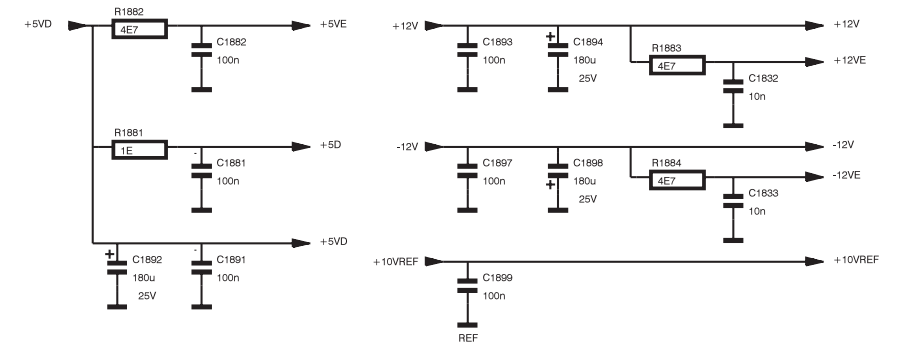 R1882
+5VD
4E7
+5VE
C1882
100n
R1881
1E
+5D
-
C1881
100n
+5VD
+
C1892
180u
25V
-
C1891
100n
+12V
+12V
C1893
100n
+
C1894
180u
25V
R1883
4E7
+12VE
C1832
10n
-12V
-12V
C1897
100n
C1898
180u
+
25V
R1884
4E7
-12VE
C1833
10n
+10VREF
+10VREF
C1899
100n
REF